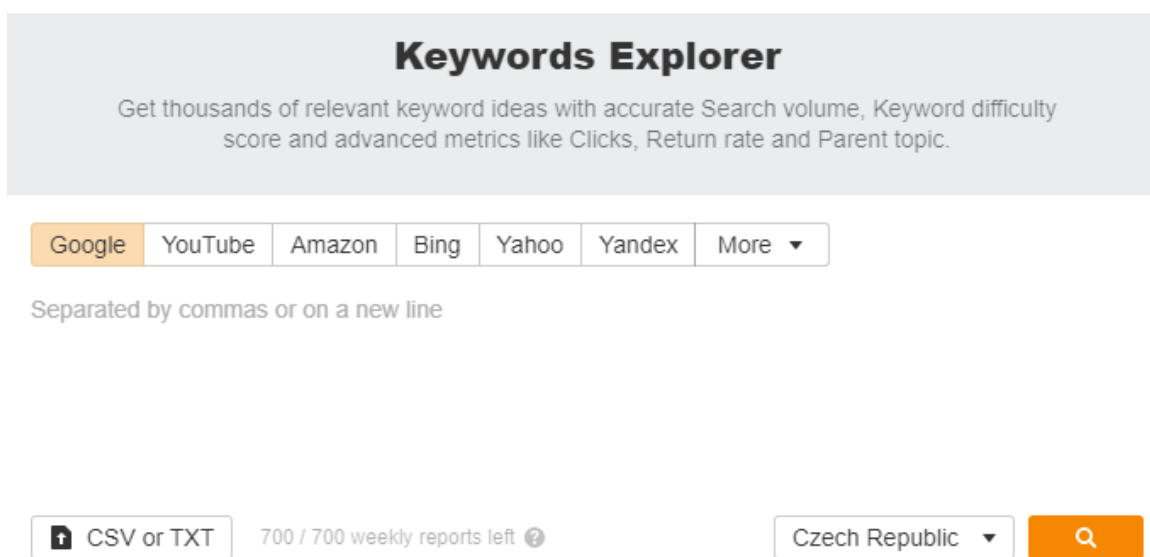 Keywords Explorer
Get thousands of relevant keyword ideas with accurate Search volume, Keyword difficulty
score and advanced metrics like Clicks, Return rate and Parent topic.
Google YouTube Amazon Bing Yahoo Yandex More
Separated by commas or on a new line
CSV or TXT 700 / 700 weekly reports left ? Czech Republic